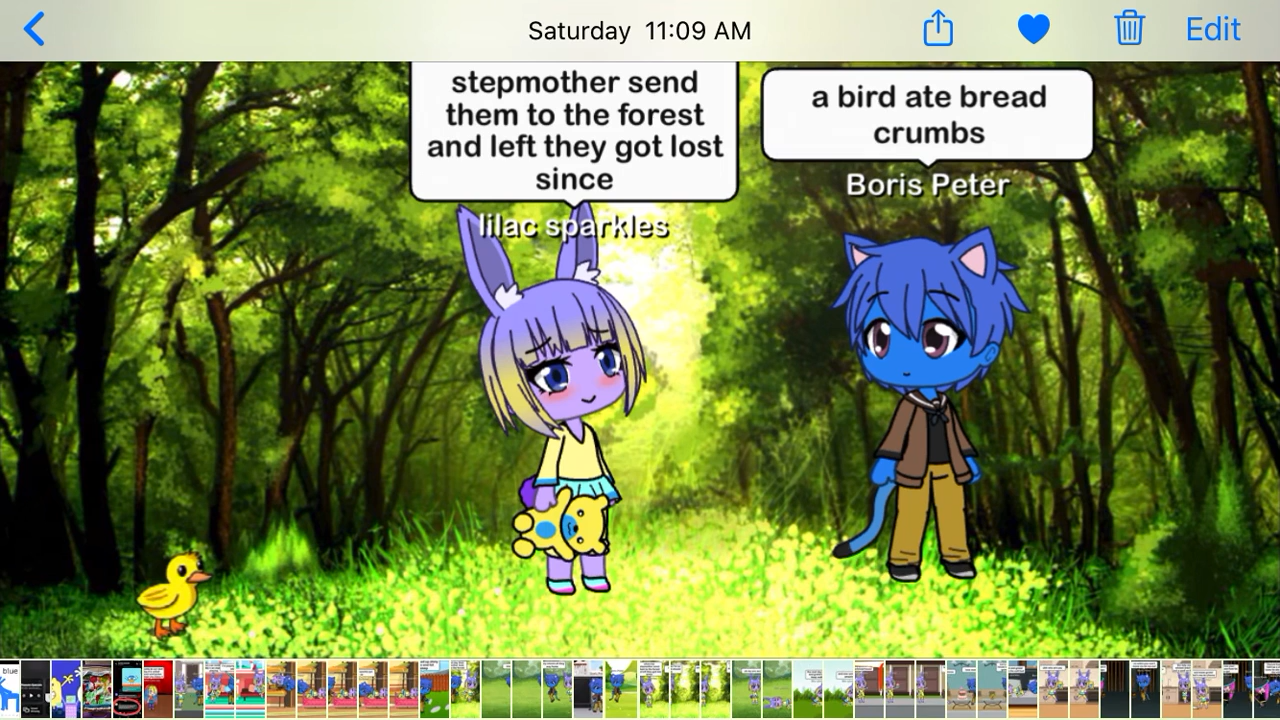 Saturday 11:09 AM
Edit
stepmother send
them to the forest
and left they got lost
since
lilac sparkles
a bird ate bread
crumbs
Boris Peter
blue